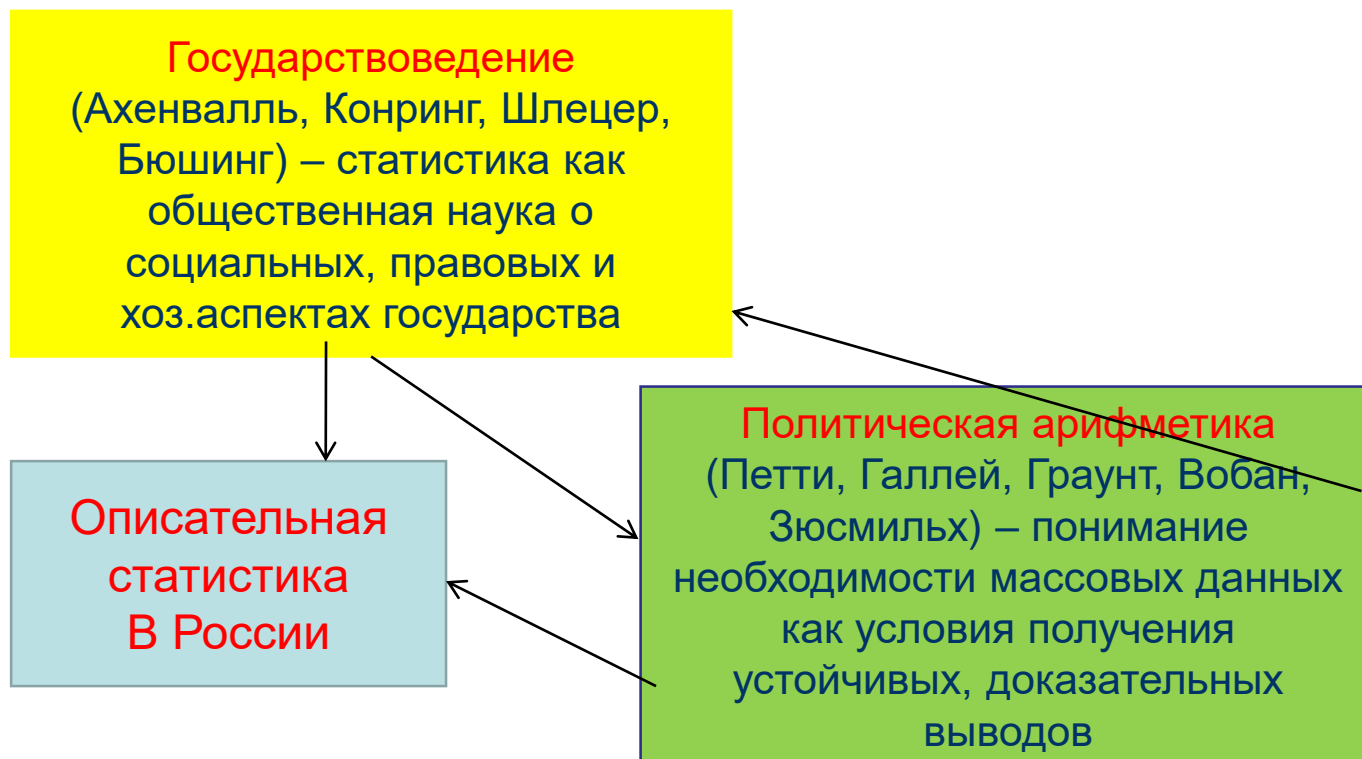 Государствоведение
(Ахенвалль, Конринг, Шлецер,
Бюшинг) – статистика как
общественная наука о
социальных, правовых и
хоз.аспектах государства
Описательная
статистика
В России
Политическая арифметика
(Петти, Галлей, Граунт, Вобан,
Зюсмильх) – понимание
необходимости массовых данных
как условия получения
устойчивых, доказательных
выводов